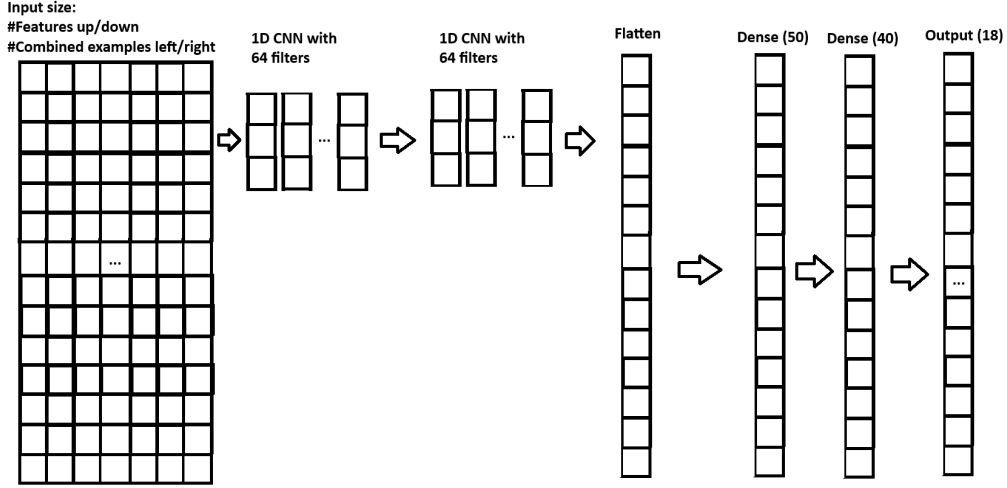 Input size:
#Features up/down
#Combined examples left/right
1D CNN with
64 filters
1D CNN with
64 filters
Flatten
Dense (50)
Dense (40)
Output (18)
...
...
...
...